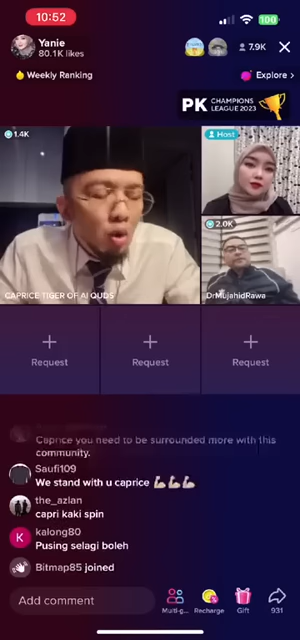 10:52
100
Yanie
80.1K likes
7.9K
Weekly Ranking
Explore
PK CHAMPIONS
LEAGUE 2023
1.4K
Host
2.0K
CAPRICE TIGER OF Al QUDS
DrMujahidRawa
Request
Request
Request
Caprice you need to be surrounded more with this
community.
Saufi109
We stand with u caprice 💪💪💪
the_azlan
capri kaki spin
K
kalong80
Pusing selagi boleh
Bitmap85 joined
Add comment
Multi-g...
Recharge
Gift
931